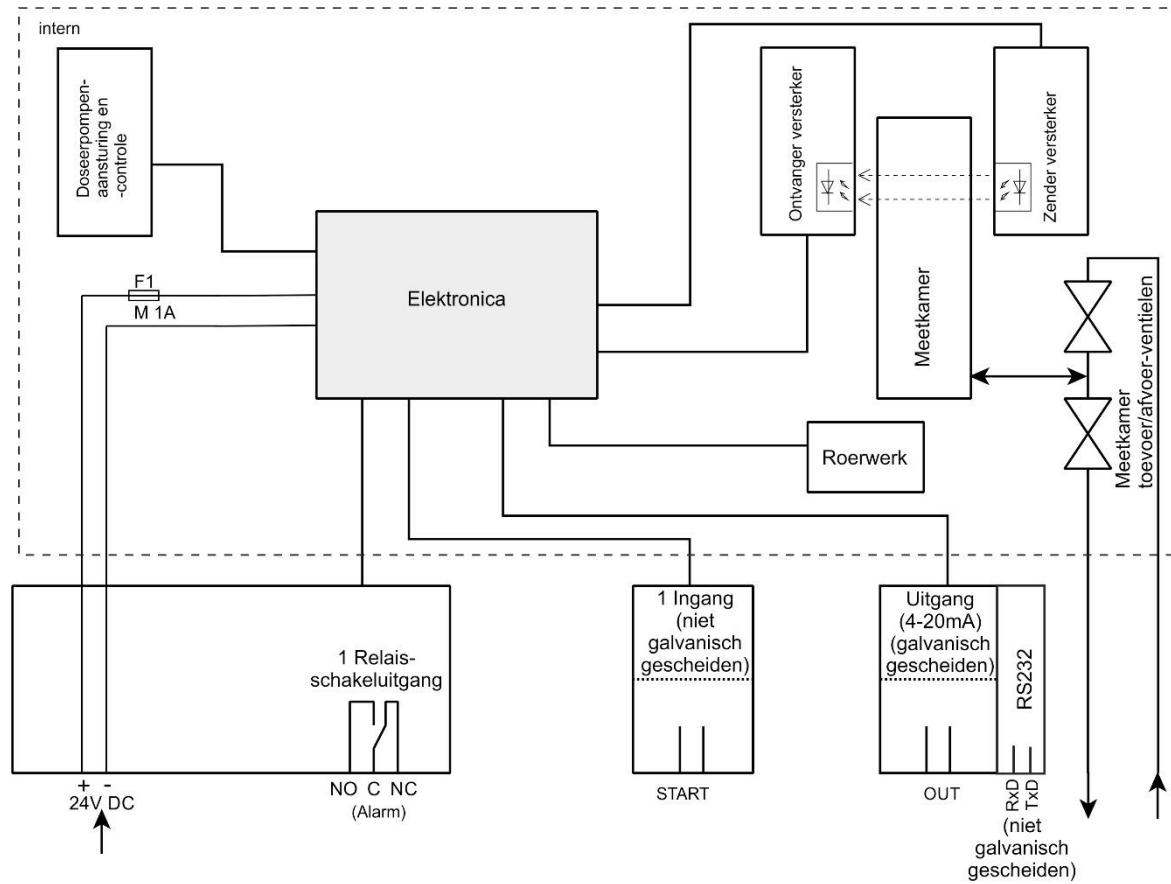 intern
Doseerpompen-
aansturing en
-controle
Ontvanger versterker
Zender versterker
F1
M 1A
Elektronica
Meetkamer
Meetkamer
toevoer/afvoer-ventielen
Roerwerk
1 Relais-
schakeluitgang
1 Ingang
(niet
galvanisch
gescheiden)
Uitgang
(4-20mA)
(galvanisch
gescheiden)
RS232
+ -
24V DC
NO C NC
(Alarm)
START
OUT
RxD
TxD
(niet
galvanisch
gescheiden)